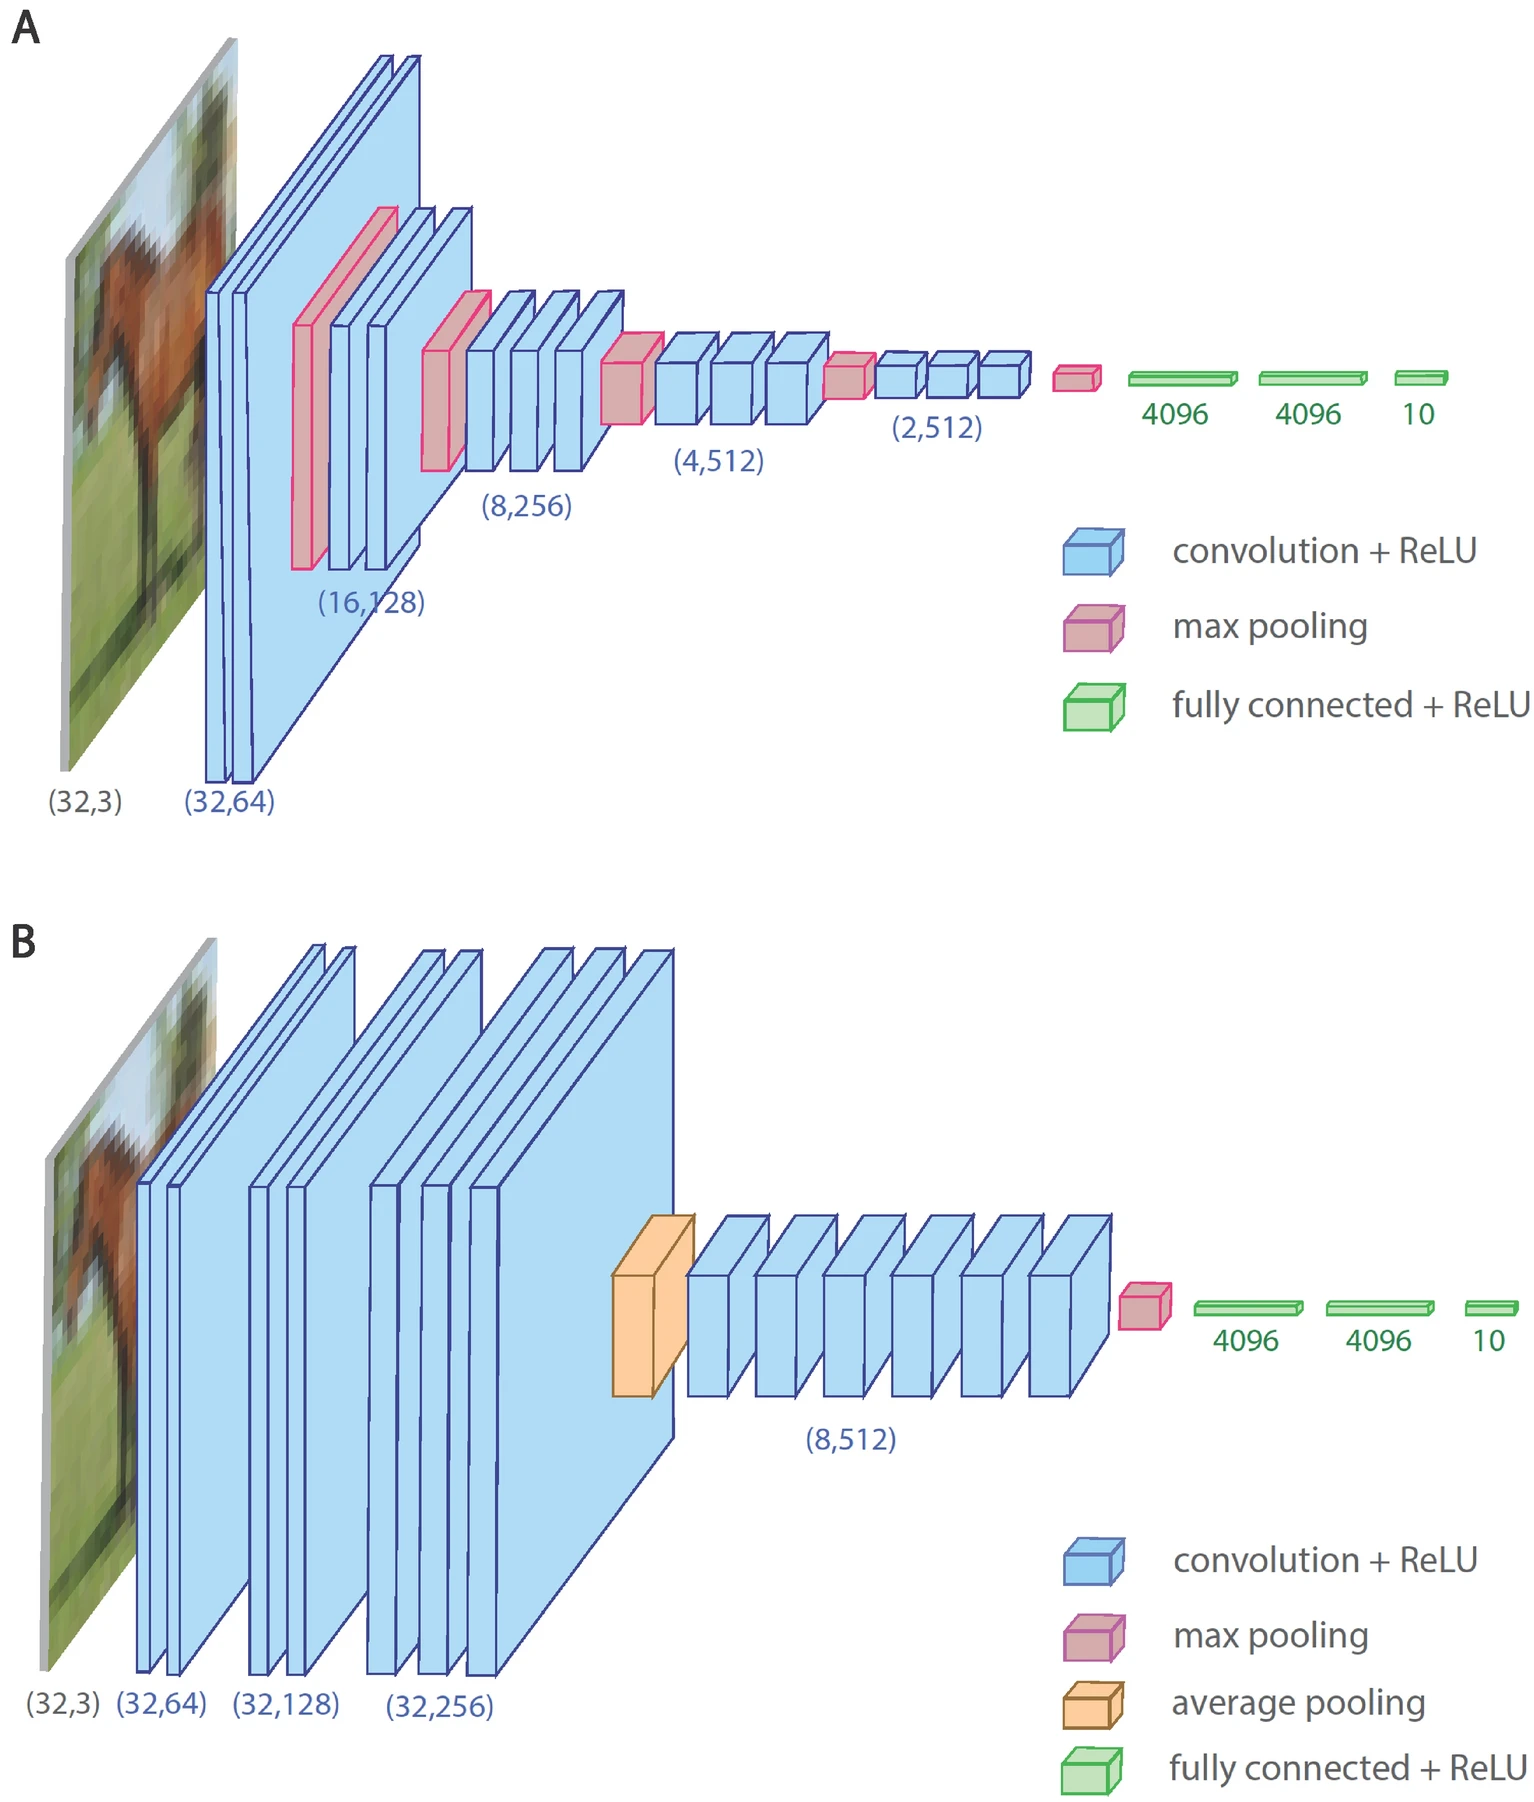 A
(32,3)
(32,64)
(16,128)
(8,256)
(4,512)
(2,512)
4096
4096
10
convolution + ReLU
max pooling
fully connected + ReLU
B
(32,3)
(32,64)
(32,128)
(32,256)
(8,512)
4096
4096
10
convolution + ReLU
max pooling
average pooling
fully connected + ReLU